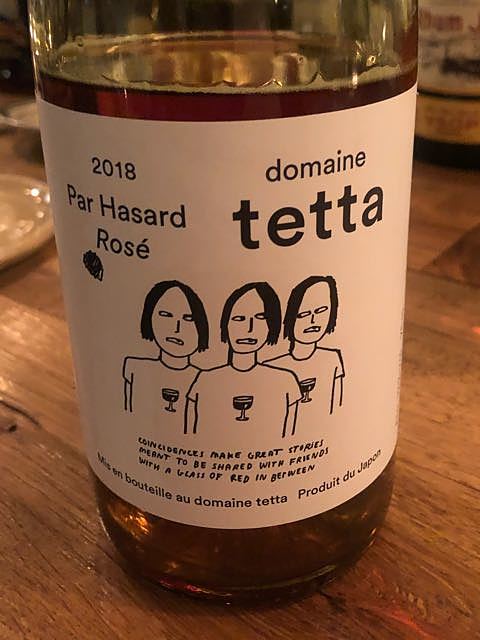 2018
Par Hasard
Rosé
domaine
tetta
COINCIDENCES MAKE GREAT STORIES
MEANT TO BE SHARED WITH FRIENDS
WITH A GLASS OF RED IN BETWEEN
Mis en bouteille au domaine tetta Produit du Japon